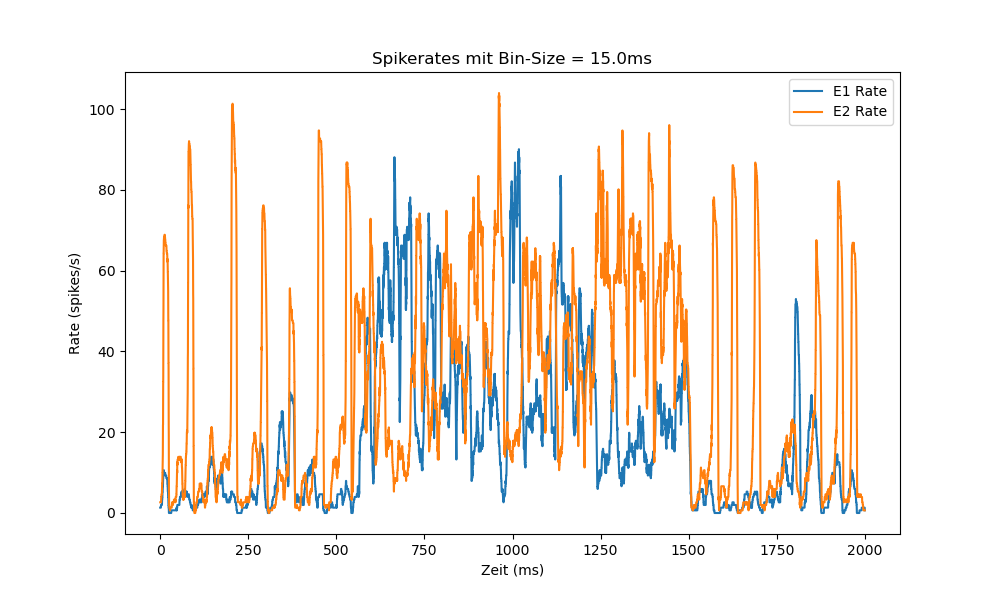 Spikerates mit Bin-Size = 15.0ms
E1 Rate
E2 Rate
Rate (spikes/s)
100
80
60
40
20
0
0 250 500 750 1000 1250 1500 1750 2000
Zeit (ms)